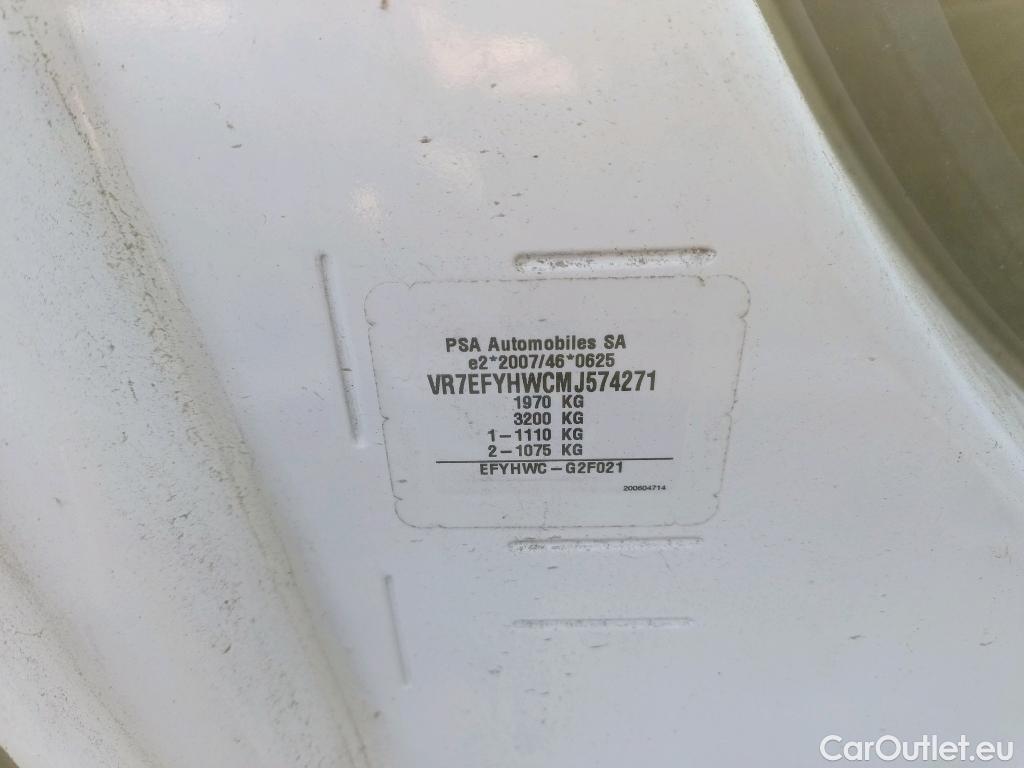 PSA Automobiles SA
e2*2007/46*0625
VR7EFYHWCMJ574271
1970 KG
3200 KG
1-1110 KG
2-1075 KG
EFYHWC-G2F021
200604714
CarOutlet.eu